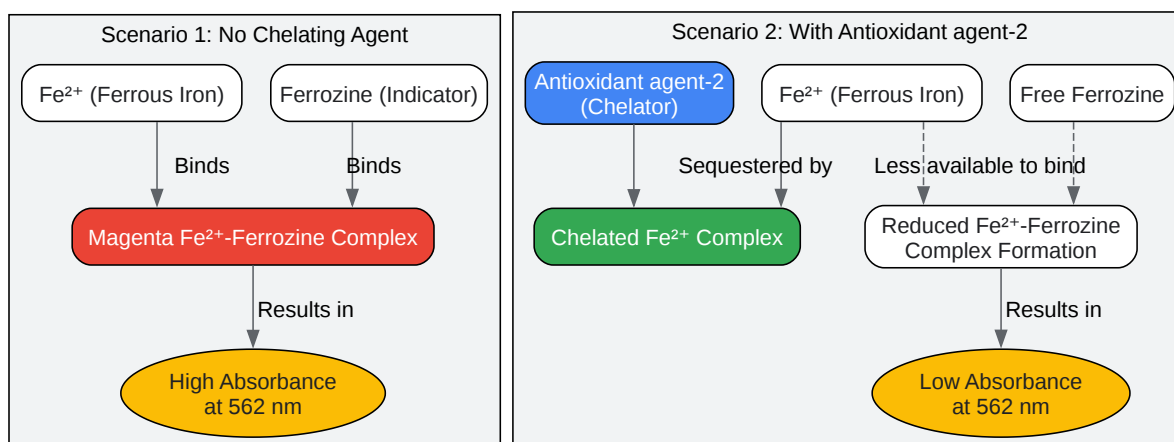 Scenario 1: No Chelating Agent
Fe²⁺ (Ferrous Iron)
Ferrozine (Indicator)
Binds
Binds
Magenta Fe²⁺-Ferrozine Complex
Results in
High Absorbance
at 562 nm
Scenario 2: With Antioxidant agent-2
Antioxidant agent-2
(Chelator)
Fe²⁺ (Ferrous Iron)
Free Ferrozine
Sequestered by
Less available to bind
Chelated Fe²⁺ Complex
Reduced Fe²⁺-Ferrozine
Complex Formation
Results in
Low Absorbance
at 562 nm